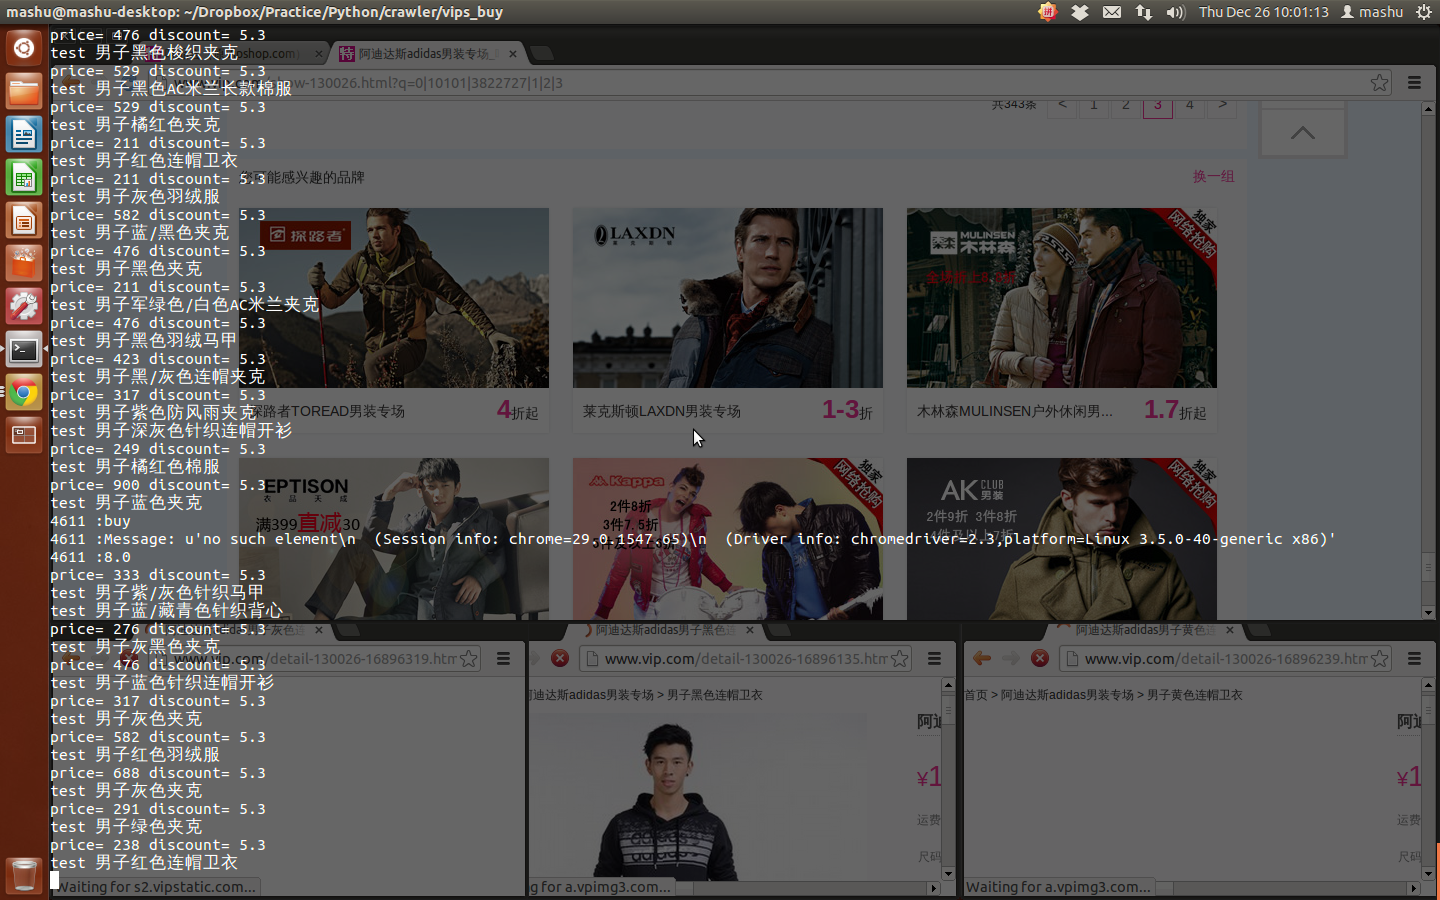 mashu@mashu-desktop: ~/Dropbox/Practice/Python/crawler/vips_buy
Thu Dec 26 10:01:13
mashu
price= 476 discount= 5.3
test 男子黑色梭织夹克
price= 529 discount= 5.3
test 男子黑色AC米兰长款棉服
price= 529 discount= 5.3
test 男子橘红色夹克
price= 211 discount= 5.3
test 男子红色连帽卫衣
price= 211 discount= 5.3
test 男子灰色羽绒服
price= 582 discount= 5.3
test 男子蓝/黑色夹克
price= 476 discount= 5.3
test 男子黑色夹克
price= 211 discount= 5.3
test 男子军绿色/白色AC米兰夹克
price= 476 discount= 5.3
test 男子黑色羽绒马甲
price= 423 discount= 5.3
test 男子黑/灰色连帽夹克
price= 317 discount= 5.3
test 男子紫色防风雨夹克
test 男子深灰色针织连帽开衫
price= 249 discount= 5.3
test 男子橘红色棉服
price= 900 discount= 5.3
test 男子蓝色夹克
4611 :buy
4611 :Message: u'no such element\n  (Session info: chrome=29.0.1547.65)\n  (Driver info: chromedriver=2.3,platform=Linux 3.5.0-40-generic x86)'
4611 :8.0
price= 333 discount= 5.3
test 男子紫/灰色针织马甲
test 男子蓝/藏青色针织背心
price= 276 discount= 5.3
test 男子灰黑色夹克
price= 476 discount= 5.3
test 男子蓝色针织连帽开衫
price= 317 discount= 5.3
test 男子灰色夹克
price= 582 discount= 5.3
test 男子红色羽绒服
price= 688 discount= 5.3
test 男子灰色夹克
price= 291 discount= 5.3
test 男子绿色夹克
price= 238 discount= 5.3
test 男子红色连帽卫衣
oshop.com)
特 阿迪达斯adidas男装专场_
-130026.html?q=0|10101|3822727|1|2|3
共343条 < 1 2 3 4 >
可能感兴趣的品牌
换一组
探路者
LAXDN
莱克斯顿
MULINSEN
木林森
独家
网络抢购
探路者TOREAD男装专场
4折起
莱克斯顿LAXDN男装专场
1-3折
木林森MULINSEN户外休闲男...
1.7折起
EPTISON
衣品天成
满399直减30
Kappa
2件8折
3件7.5折
独家
网络抢购
AK CLUB
男装
2件9折 3件8折
独家
网络抢购
www.vip.com/detail-130026-16896319.htm
Waiting for s2.vipstatic.com...
阿迪达斯adidas男子黑色连
www.vip.com/detail-130026-16896135.htm
阿迪达斯adidas男装专场 > 男子黑色连帽卫衣
阿迪
¥1
运费
尺码
g for a.vpimg3.com...
阿迪达斯adidas男子黄色连
www.vip.com/detail-130026-16896239.htm
首页 > 阿迪达斯adidas男装专场 > 男子黄色连帽卫衣
阿迪
¥1
运费
尺码
Waiting for a.vpimg3.com...